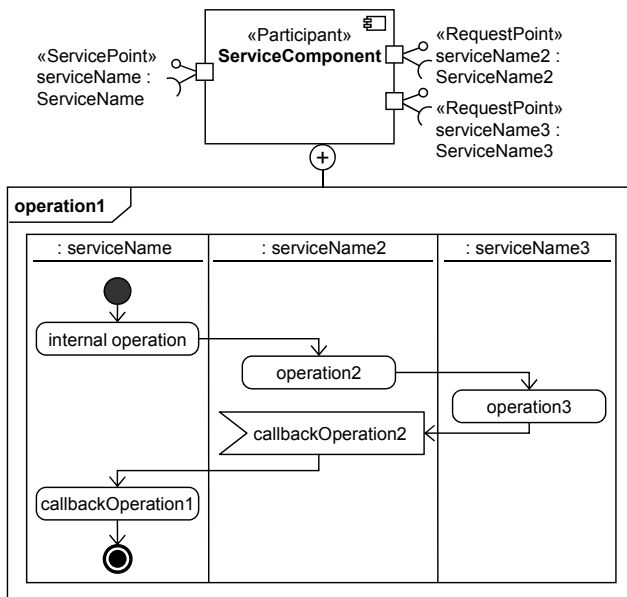 «Participant»
ServiceComponent
«ServicePoint»
serviceName :
ServiceName
«RequestPoint»
serviceName2 :
ServiceName2
«RequestPoint»
serviceName3 :
ServiceName3
operation1
: serviceName
: serviceName2
: serviceName3
internal operation
operation2
operation3
callbackOperation2
callbackOperation1